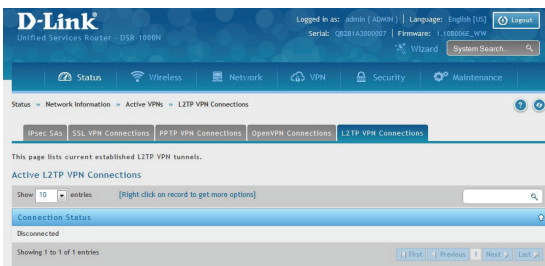 D-Link
Logged in as: admin ( ADMIN ) | Language: English [US] Logout
Unified Services Router - DSR-1000N
Serial: QB2B1A3000007 | Firmware: 1.10B006E_WW
Wizard System Search..
Status Wireless Network VPN Security Maintenance
Status » Network Information » Active VPNs » L2TP VPN Connections
IPsec SAs SSL VPN Connections PPTP VPN Connections OpenVPN Connections L2TP VPN Connections
This page lists current established L2TP VPN tunnels.
Active L2TP VPN Connections
Show 10 entries [Right click on record to get more options]
Connection Status
Disconnected
Showing 1 to 1 of 1 entries First Previous 1 Next Last